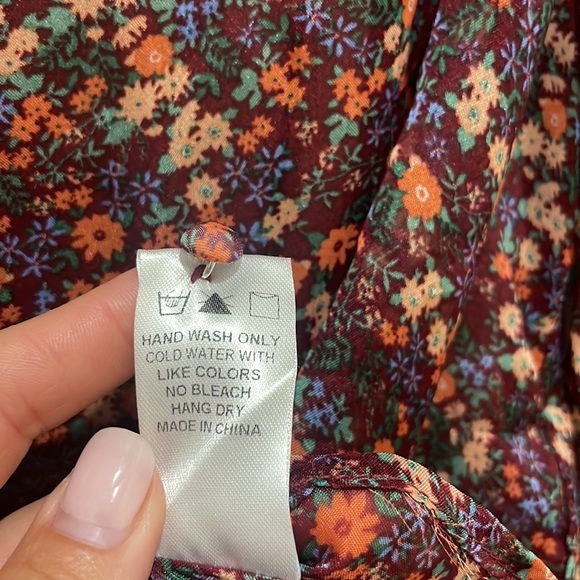 HAND WASH ONLY
COLD WATER WITH
LIKE COLORS
NO BLEACH
HANG DRY
MADE IN CHINA